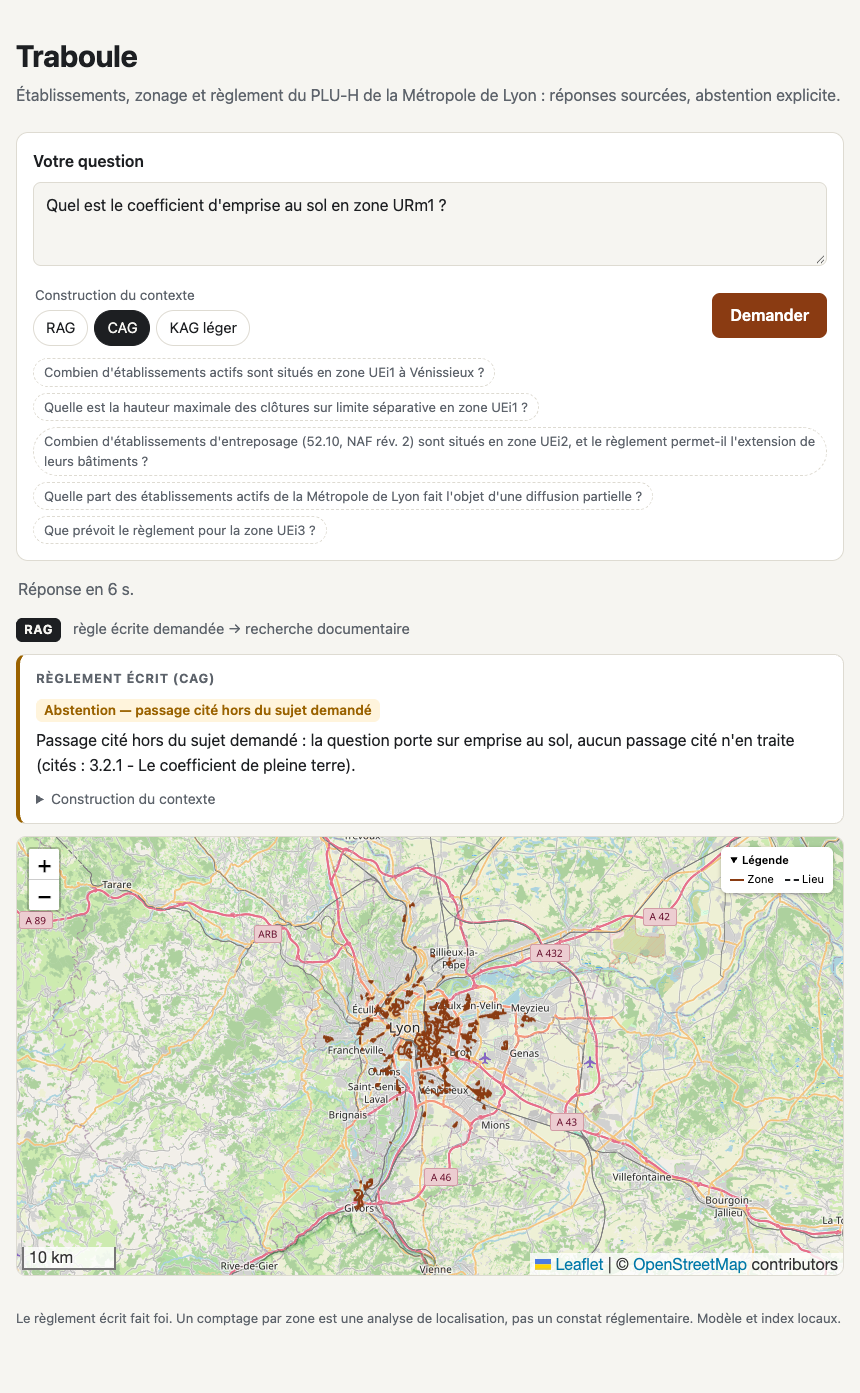 Traboule
Établissements, zonage et règlement du PLU-H de la Métropole de Lyon : réponses sourcées, abstention explicite.
Votre question
Quel est le coefficient d'emprise au sol en zone URm1 ?
Construction du contexte
RAG
CAG
KAG léger
Demander
Combien d'établissements actifs sont situés en zone UEi1 à Vénissieux ?
Quelle est la hauteur maximale des clôtures sur limite séparative en zone UEi1 ?
Combien d'établissements d'entreposage (52.10, NAF rév. 2) sont situés en zone UEi2, et le règlement permet-il l'extension de
leurs bâtiments ?
Quelle part des établissements actifs de la Métropole de Lyon fait l'objet d'une diffusion partielle ?
Que prévoit le règlement pour la zone UEi3 ?
Réponse en 6 s.
RAG
règle écrite demandée → recherche documentaire
RÈGLEMENT ÉCRIT (CAG)
Abstention — passage cité hors du sujet demandé
Passage cité hors du sujet demandé : la question porte sur emprise au sol, aucun passage cité n'en traite
(cités : 3.2.1 - Le coefficient de pleine terre).
▶ Construction du contexte
+
−
▼ Légende
Zone
Lieu
Tarare
A 89
ARB
A 42
A 432
Rillieux-la-
Pape
Meyzieu
Lyon
Francheville
Bron
Genas
Saint-Genis-
Laval
Vénissieux
Brignais
Mions
A 43
A 46
Villefontaine
Bourgoin-
Jallieu
Givors
Rive-de-Gier
Vienne
10 km
Leaflet | © OpenStreetMap contributors
Le règlement écrit fait foi. Un comptage par zone est une analyse de localisation, pas un constat réglementaire. Modèle et index locaux.